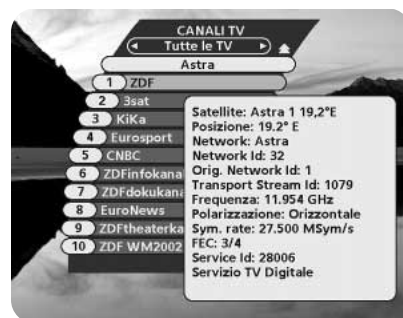 CANALI TV
Tutte le TV
Astra
1 ZDF
2 3sat
3 KiKa
4 Eurosport
5 CNBC
6 ZDFinfokana
7 ZDFdokukana
8 EuroNews
9 ZDFtheaterka
10 ZDF WM2002
Satellite: Astra 1 19,2°E
Posizione: 19.2° E
Network: Astra
Network Id: 32
Orig. Network Id: 1
Transport Stream Id: 1079
Frequenza: 11.954 GHz
Polarizzazione: Orizzontale
Sym. rate: 27.500 MSym/s
FEC: 3/4
Service Id: 28006
Servizio TV Digitale